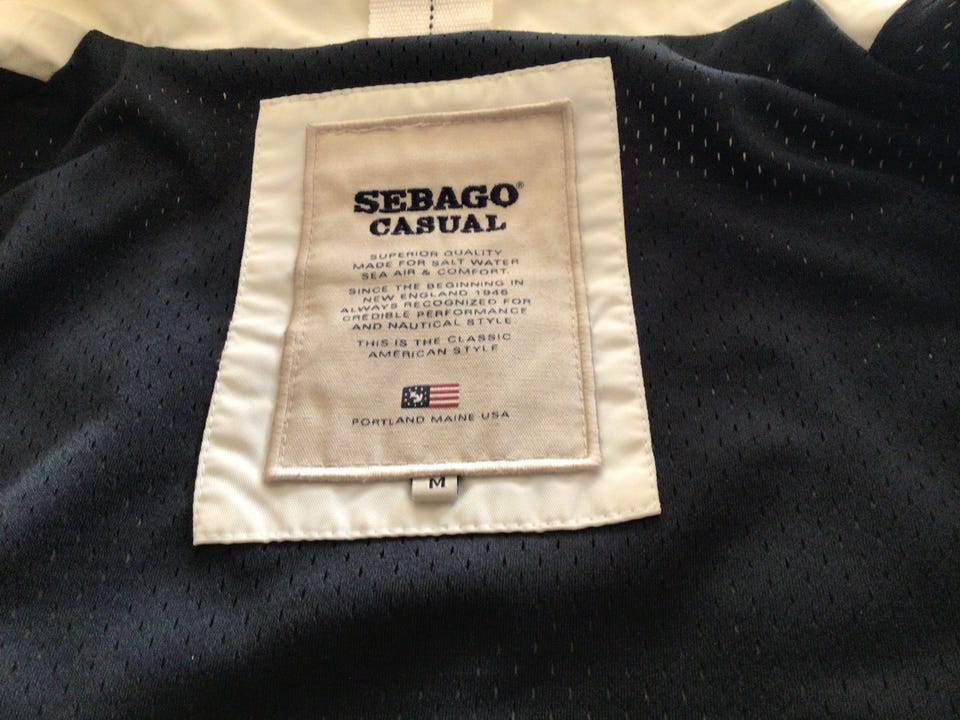 SEBAGO®
CASUAL
SUPERIOR QUALITY
MADE FOR SALT WATER
SEA AIR & COMFORT.
SINCE THE BEGINNING IN
NEW ENGLAND 1946
ALWAYS RECOGNIZED FOR
CREDIBLE PERFORMANCE
AND NAUTICAL STYLE.
THIS IS THE CLASSIC
AMERICAN STYLE
PORTLAND MAINE USA
M